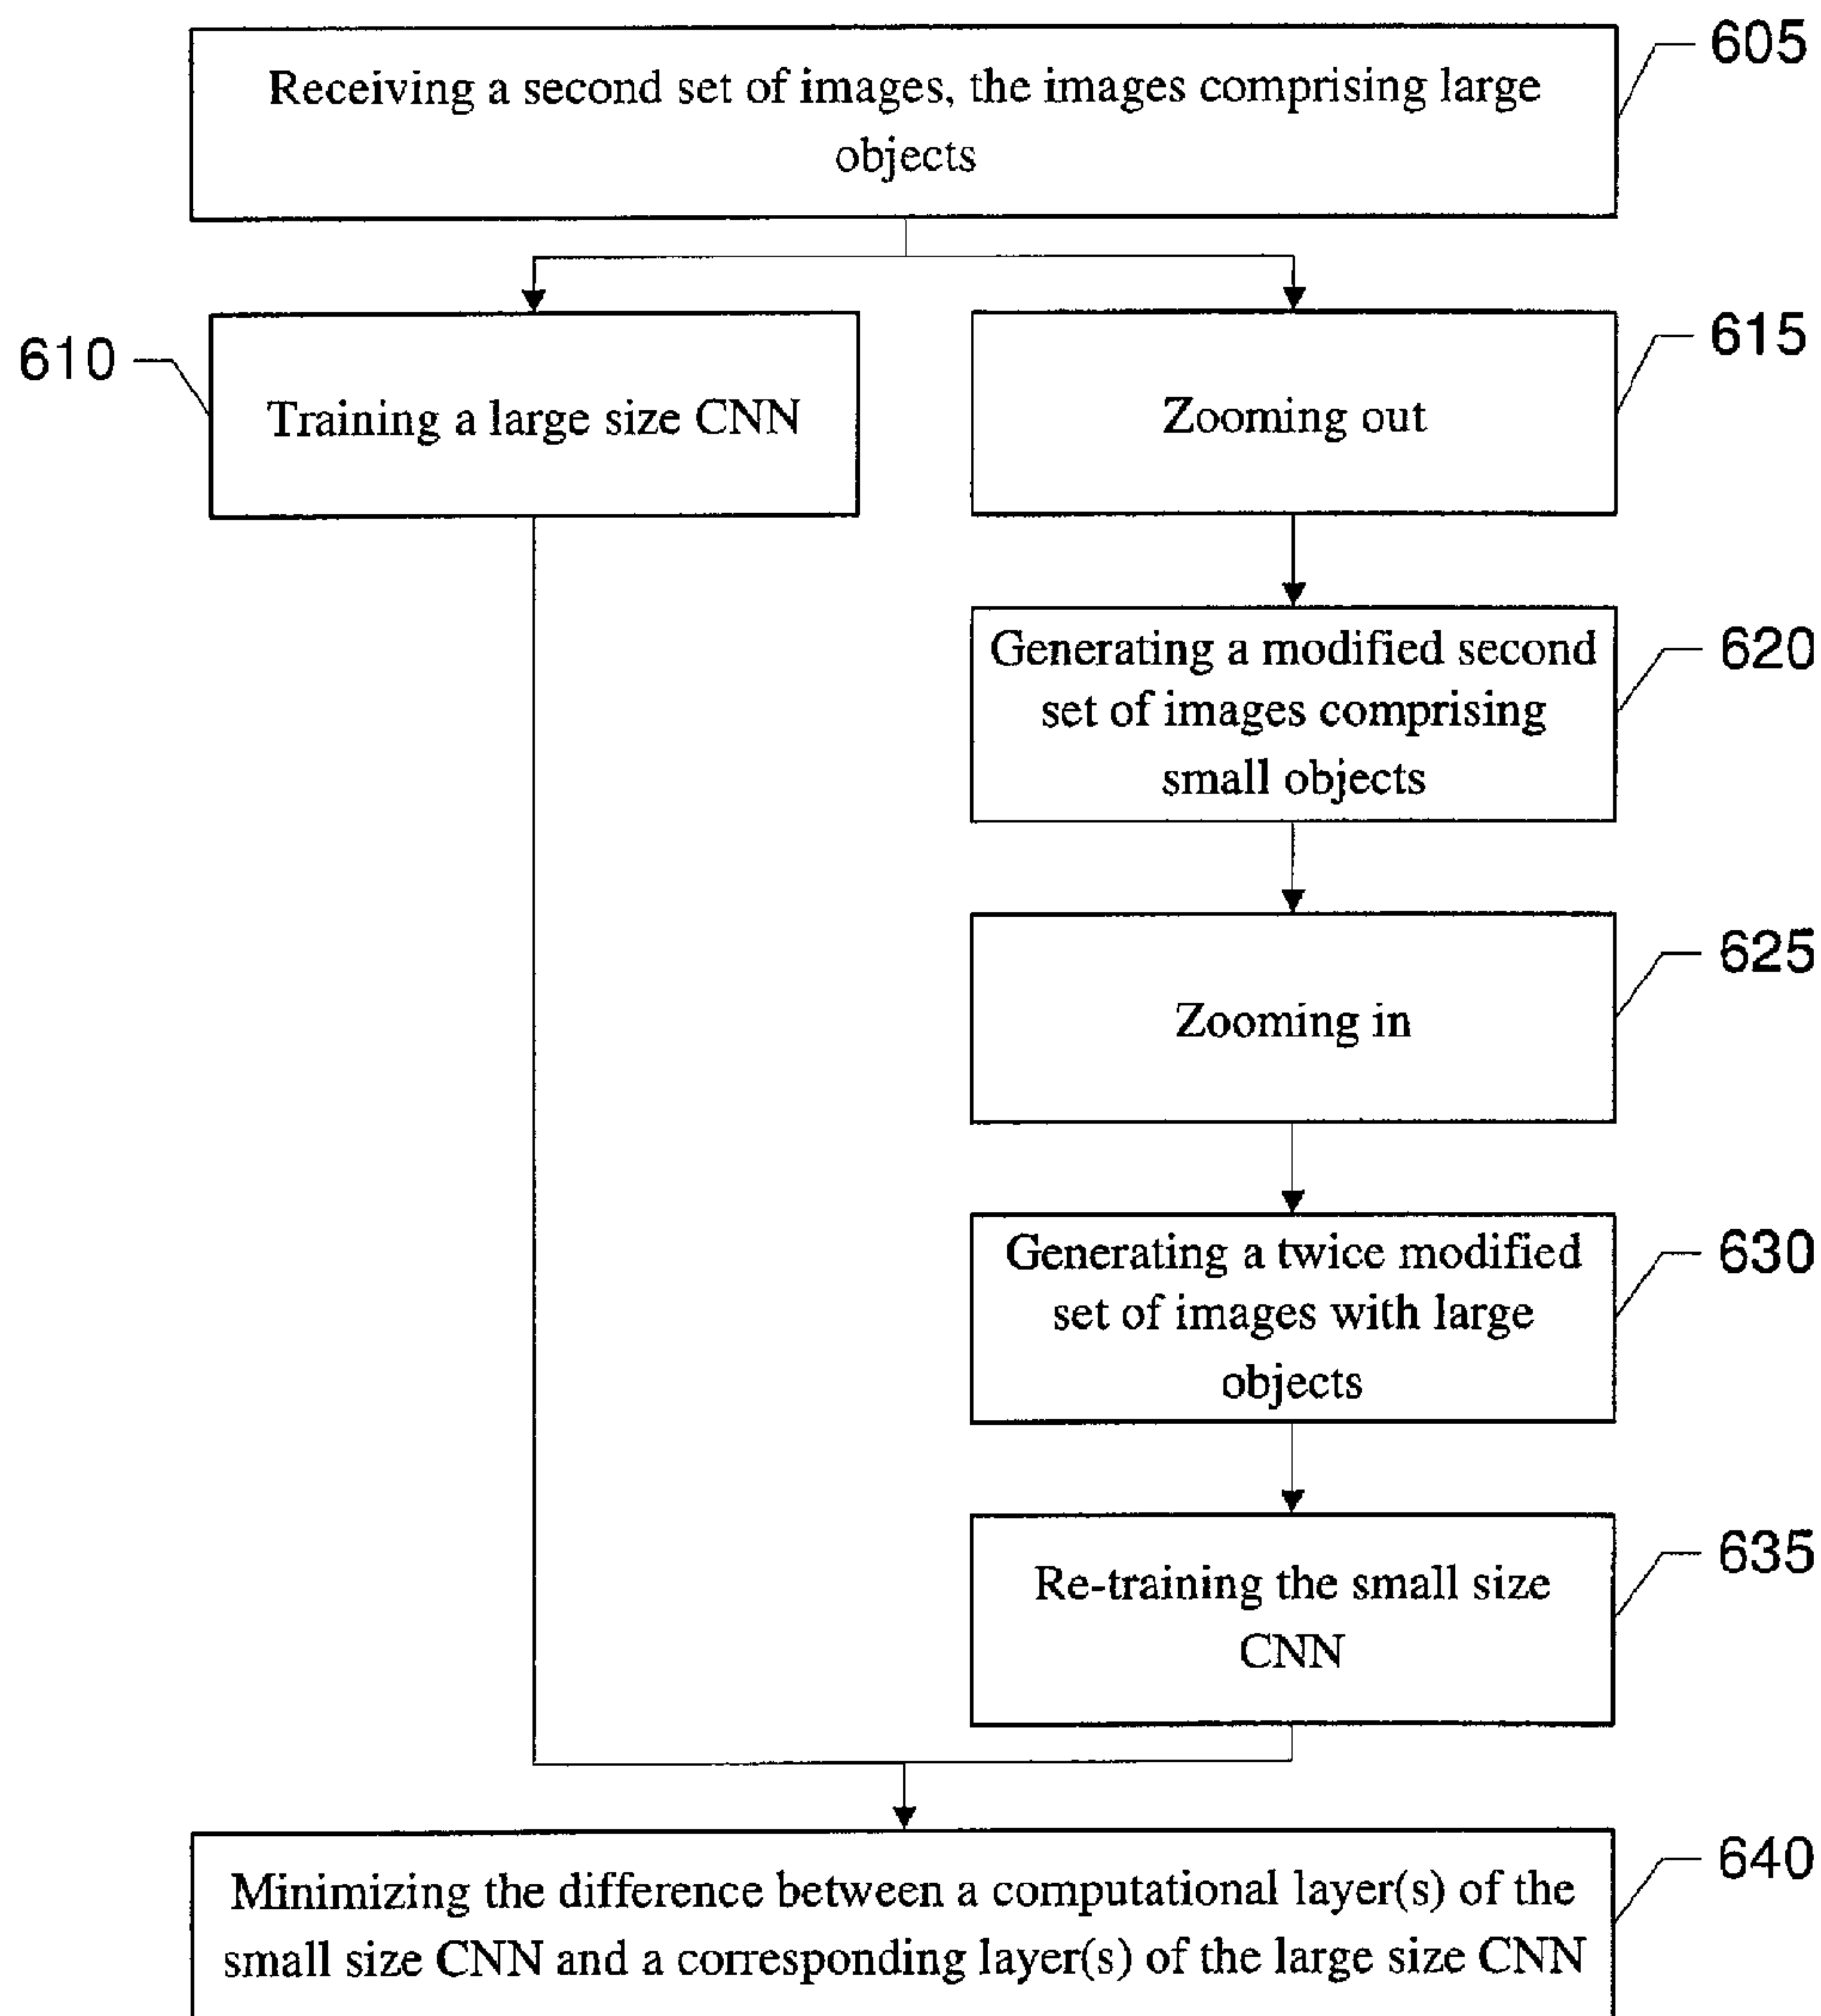 605
Receiving a second set of images, the images comprising large
objects
610
Training a large size CNN
615
Zooming out
620
Generating a modified second
set of images comprising
small objects
625
Zooming in
630
Generating a twice modified
set of images with large
objects
635
Re-training the small size
CNN
640
Minimizing the difference between a computational layer(s) of the
small size CNN and a corresponding layer(s) of the large size CNN